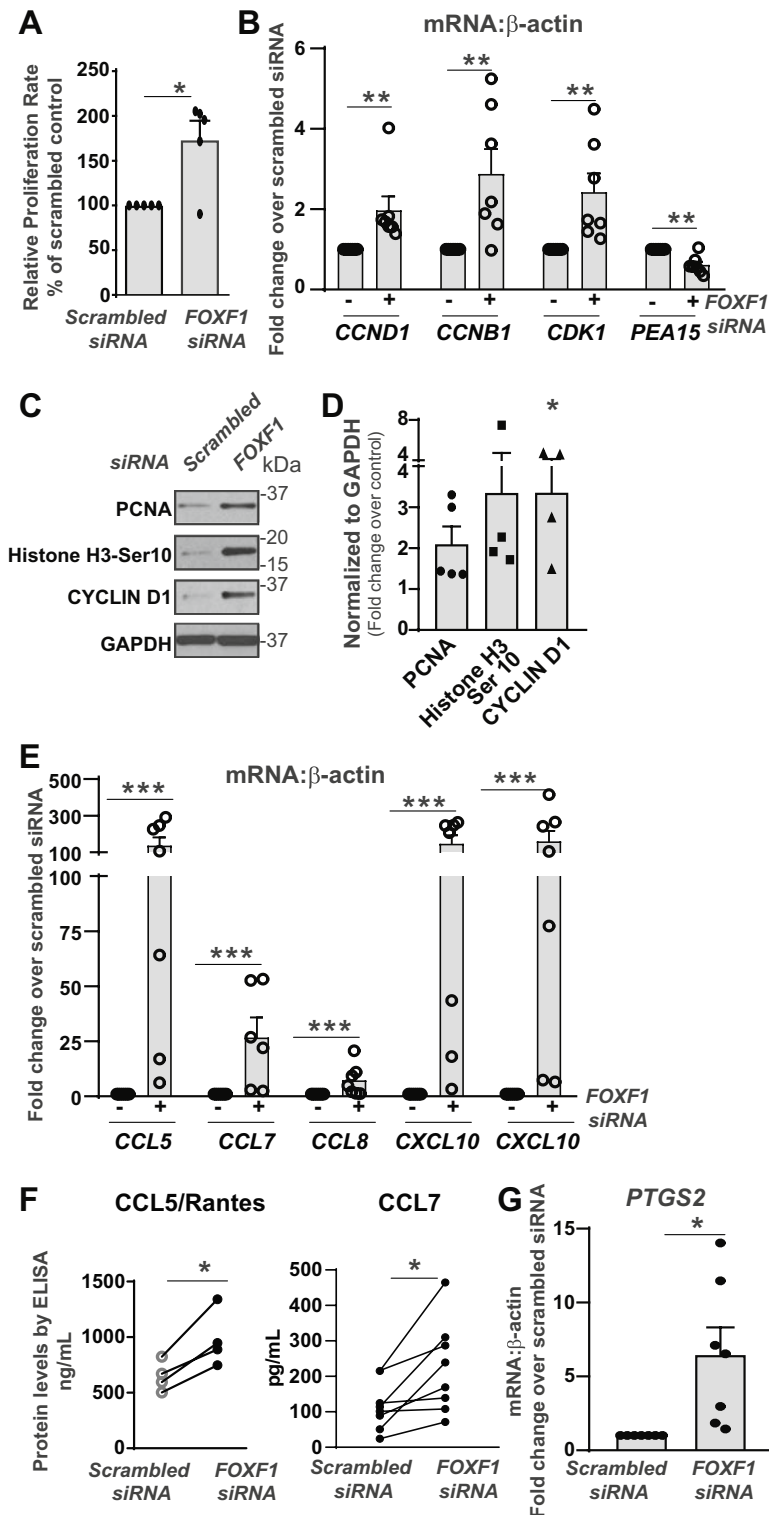 A
Relative Proliferation Rate
% of scrambled control
250
200
150
100
50
0
*
Scrambled
siRNA
FOXF1
siRNA
B
mRNA:β-actin
Fold change over scrambled siRNA
6
4
2
0
**
**
**
**
- + - + - + - +
FOXF1
siRNA
CCND1 CCNB1 CDK1 PEA15
C
siRNA
Scrambled
FOXF1
kDa
PCNA
-37
Histone H3-Ser10
-20
-15
CYCLIN D1
-37
GAPDH
-37
D
Normalized to GAPDH
(Fold change over control)
8
4
4
3
2
1
0
*
PCNA
Histone H3
Ser 10
CYCLIN D1
E
mRNA:β-actin
Fold change over scrambled siRNA
500
300
100
100
75
50
25
0
***
***
***
***
***
- + - + - + - + - +
FOXF1
siRNA
CCL5 CCL7 CCL8 CXCL10 CXCL10
F
CCL5/Rantes
Protein levels by ELISA
ng/mL
1500
1000
500
0
*
Scrambled
siRNA
FOXF1
siRNA
CCL7
pg/mL
500
400
300
200
100
0
*
Scrambled
siRNA
FOXF1
siRNA
G
PTGS2
mRNA:β-actin
Fold change over scrambled siRNA
15
10
5
0
*
Scrambled
siRNA
FOXF1
siRNA